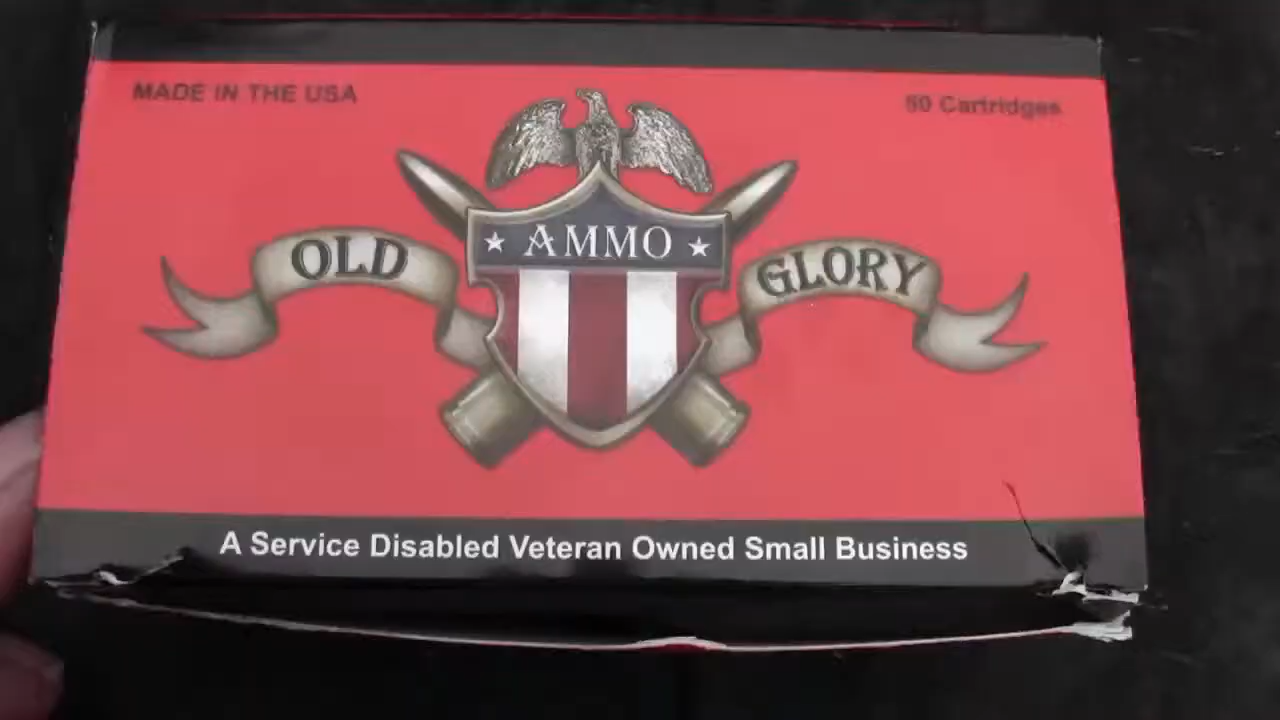 MADE IN THE USA
50 Cartridges
AMMO
OLD
GLORY
A Service Disabled Veteran Owned Small Business